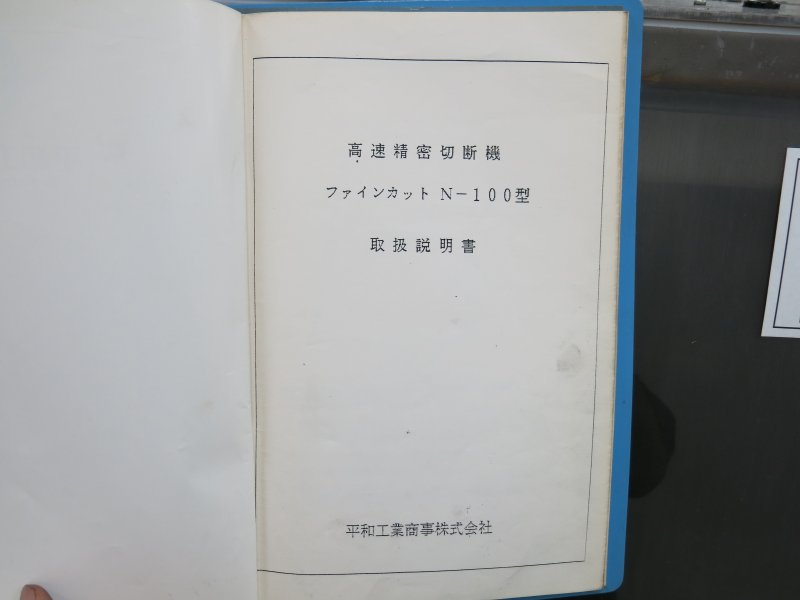 高速精密切断機
ファインカット N－100型
取扱説明書
平和工業商事株式会社